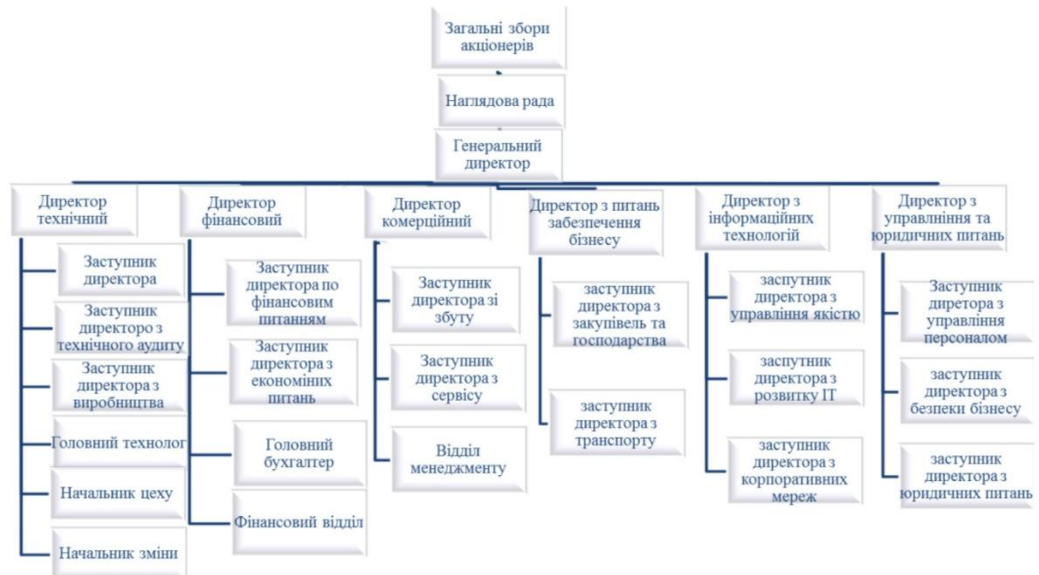 Загальні збори
акціонерів
Наглядова рада
Генеральний
директор
Директор
технічний
Заступник
директора
Заступник
директоро з
технічного аудиту
Заступник
директора з
виробництва
Головний технолог
Начальник цеху
Начальник зміни
Директор
фінансовий
Заступник
директора по
фінансовим
питанням
Заступник
директора з
економіних
питань
Головний
бухгалтер
Фінансовий відділ
Директор
комерційний
Заступник
директора зі
збуту
Заступник
директора з
сервісу
Відділ
менеджменту
Директор з питань
забезпечення
бізнесу
заступник
директора з
закупівель та
господарства
заступник
директора з
транспорту
Директор з
інформаційних
технологій
заспутник
директора з
управління якістю
заспутник
директора з
розвитку ІТ
заступник
директора з
корпоративних
мереж
Директор з
управлніння та
юридичних питань
Заступник
диретора з
управління
персоналом
заступник
директора з
безпеки бізнесу
заступник
директора з
юридичних питань